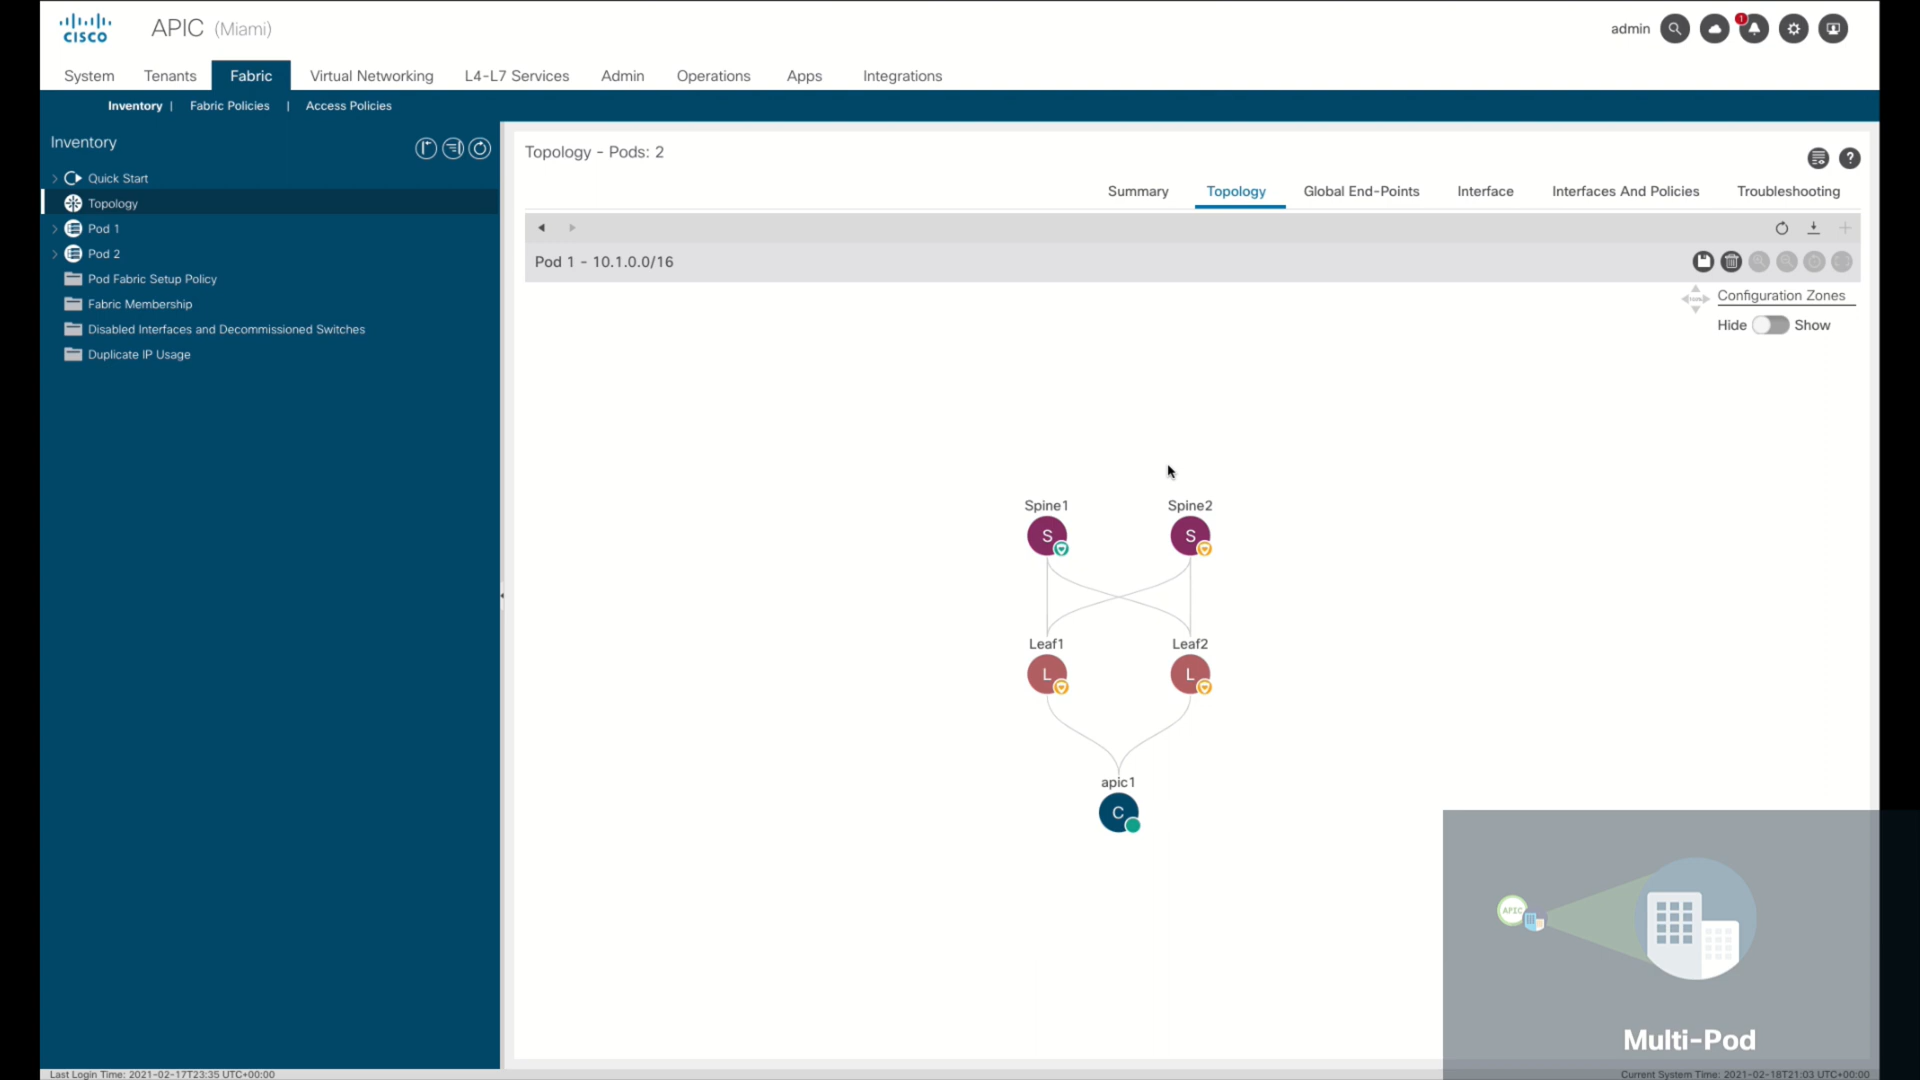 CISCO
APIC (Miami)
admin
1
System
Tenants
Fabric
Virtual Networking
L4-L7 Services
Admin
Operations
Apps
Integrations
Inventory | Fabric Policies | Access Policies
Inventory
Quick Start
Topology
Pod 1
Pod 2
Pod Fabric Setup Policy
Fabric Membership
Disabled Interfaces and Decommissioned Switches
Duplicate IP Usage
Topology - Pods: 2
?
Summary
Topology
Global End-Points
Interface
Interfaces And Policies
Troubleshooting
Pod 1 - 10.1.0.0/16
Configuration Zones
Hide
Show
Spine1
Spine2
S
S
Leaf1
Leaf2
L
L
apic1
C
APIC
Multi-Pod
Last Login Time: 2021-02-17T23:35 UTC+00:00
Current System Time: 2021-02-18T21:03 UTC+00:00